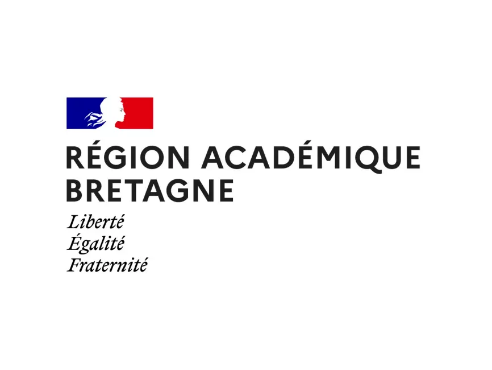 RÉGION ACADÉMIQUE
BRETAGNE
Liberté
Égalité
Fraternité